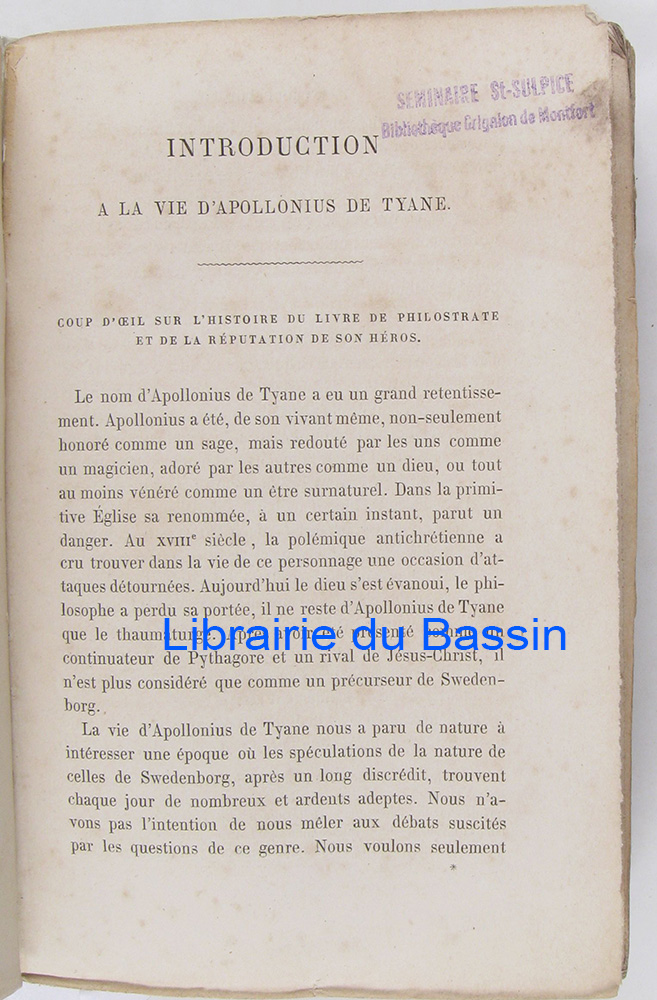 SEMINAIRE St-SULPICE
Bibliothèque Grignion de Montfort
INTRODUCTION
A LA VIE D'APOLLONIUS DE TYANE.
COUP D'ŒIL SUR L'HISTOIRE DU LIVRE DE PHILOSTRATE
ET DE LA RÉPUTATION DE SON HÉROS.
Le nom d'Apollonius de Tyane a eu un grand retentisse-
ment. Apollonius a été, de son vivant même, non-seulement
honoré comme un sage, mais redouté par les uns comme
un magicien, adoré par les autres comme un dieu, ou tout
au moins vénéré comme un être surnaturel. Dans la primi-
tive Église sa renommée, à un certain instant, parut un
danger. Au XVIIIe siècle, la polémique antichrétienne a
cru trouver dans la vie de ce personnage une occasion d'at-
taques détournées. Aujourd'hui le dieu s'est évanoui, le phi-
losophe a perdu sa portée, il ne reste d'Apollonius de Tyane
que le thaumaturge. Après avoir été présenté comme un
Librairie du Bassin
continuateur de Pythagore et un rival de Jésus-Christ, il
n'est plus considéré que comme un précurseur de Sweden-
borg.
La vie d'Apollonius de Tyane nous a paru de nature à
intéresser une époque où les spéculations de la nature de
celles de Swedenborg, après un long discrédit, trouvent
chaque jour de nombreux et ardents adeptes. Nous n'a-
vons pas l'intention de nous mêler aux débats suscités
par les questions de ce genre. Nous voulons seulement
*